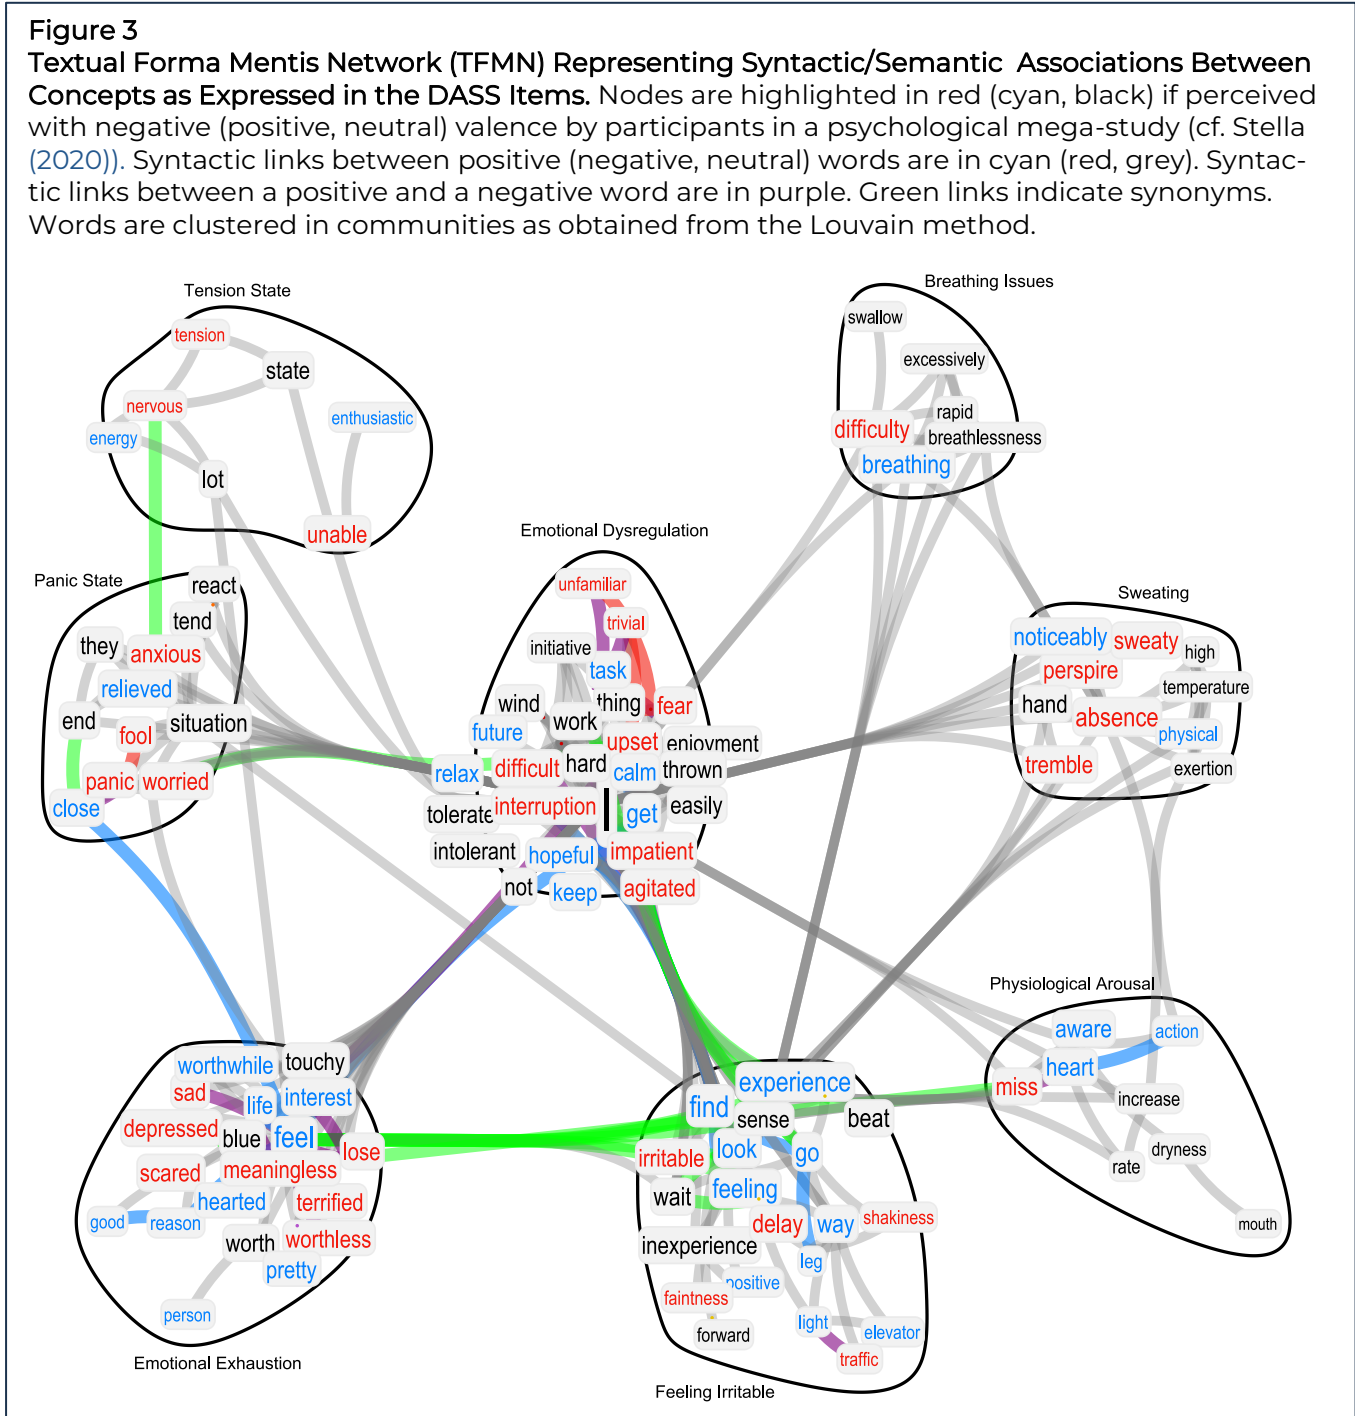 Figure 3
Textual Forma Mentis Network (TFMN) Representing Syntactic/Semantic Associations Between
Concepts as Expressed in the DASS Items. Nodes are highlighted in red (cyan, black) if perceived
with negative (positive, neutral) valence by participants in a psychological mega-study (cf. Stella
(2020)). Syntactic links between positive (negative, neutral) words are in cyan (red, grey). Syntac-
tic links between a positive and a negative word are in purple. Green links indicate synonyms.
Words are clustered in communities as obtained from the Louvain method.
Tension State
tension
state
nervous
enthusiastic
energy
lot
unable
Breathing Issues
swallow
excessively
rapid
difficulty
breathlessness
breathing
Panic State
react
tend
they
anxious
relieved
end
situation
fool
panic
worried
close
Emotional Dysregulation
unfamiliar
trivial
initiative
task
wind
thing
fear
work
future
upset
enjoyment
hard
relax
difficult
calm
thrown
tolerate
interruption
I
get
easily
intolerant
hopeful
impatient
not
keep
agitated
Sweating
noticeably
sweaty
high
perspire
temperature
hand
absence
physical
tremble
exertion
Physiological Arousal
aware
action
heart
miss
increase
dryness
rate
mouth
worthwhile
touchy
sad
life
interest
depressed
blue
feel
lose
scared
meaningless
hearted
terrified
good
reason
worth
worthless
pretty
person
Emotional Exhaustion
experience
find
sense
beat
irritable
look
go
wait
feeling
delay
way
shakiness
inexperience
leg
positive
faintness
light
elevator
forward
traffic
Feeling Irritable